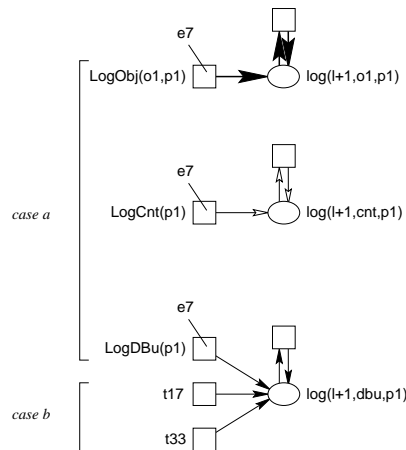 e7
LogObj(o1,p1)
log(l+1,o1,p1)
e7
case a
LogCnt(p1)
log(l+1,cnt,p1)
e7
LogDBu(p1)
t17
log(l+1,dbu,p1)
case b
t33